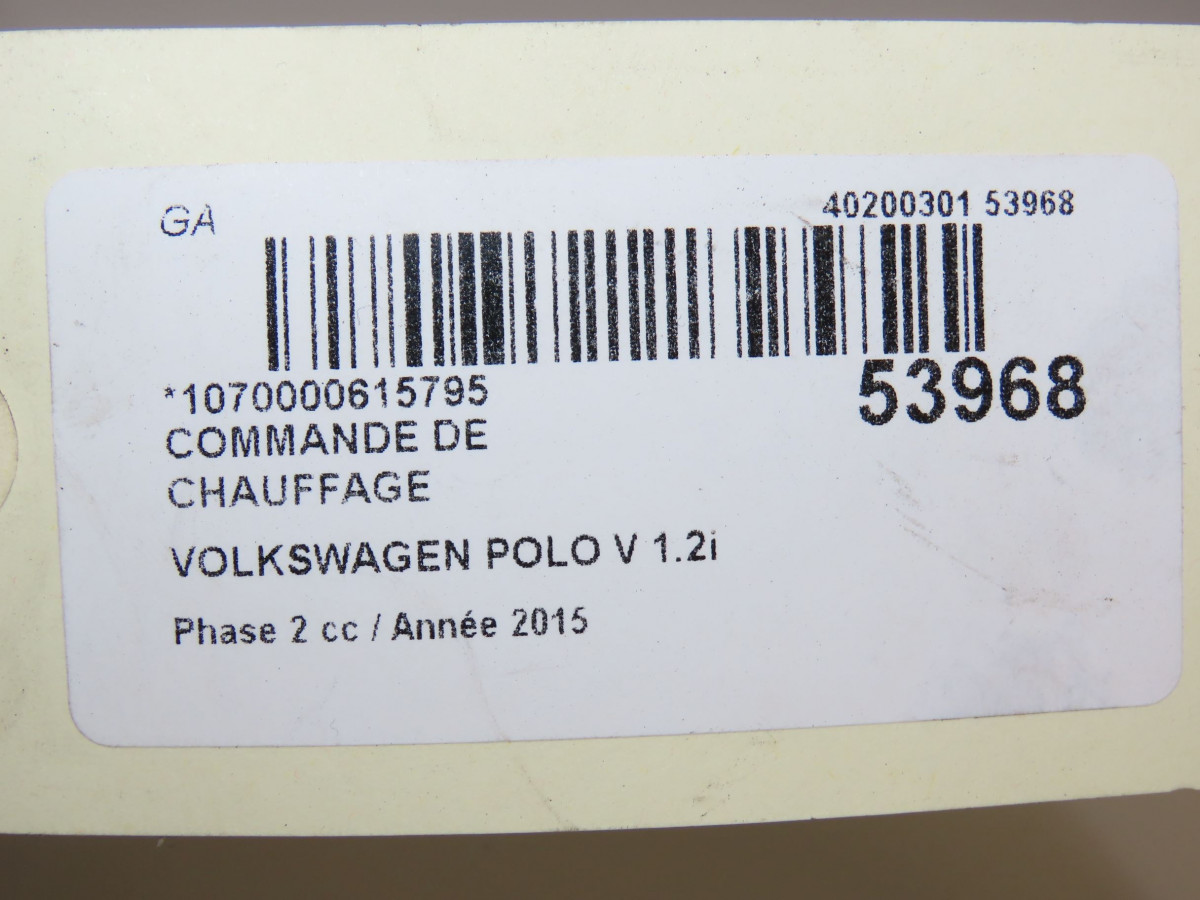 GA
40200301 53968
*1070000615795
53968
COMMANDE DE
CHAUFFAGE
VOLKSWAGEN POLO V 1.2i
Phase 2 cc / Année 2015